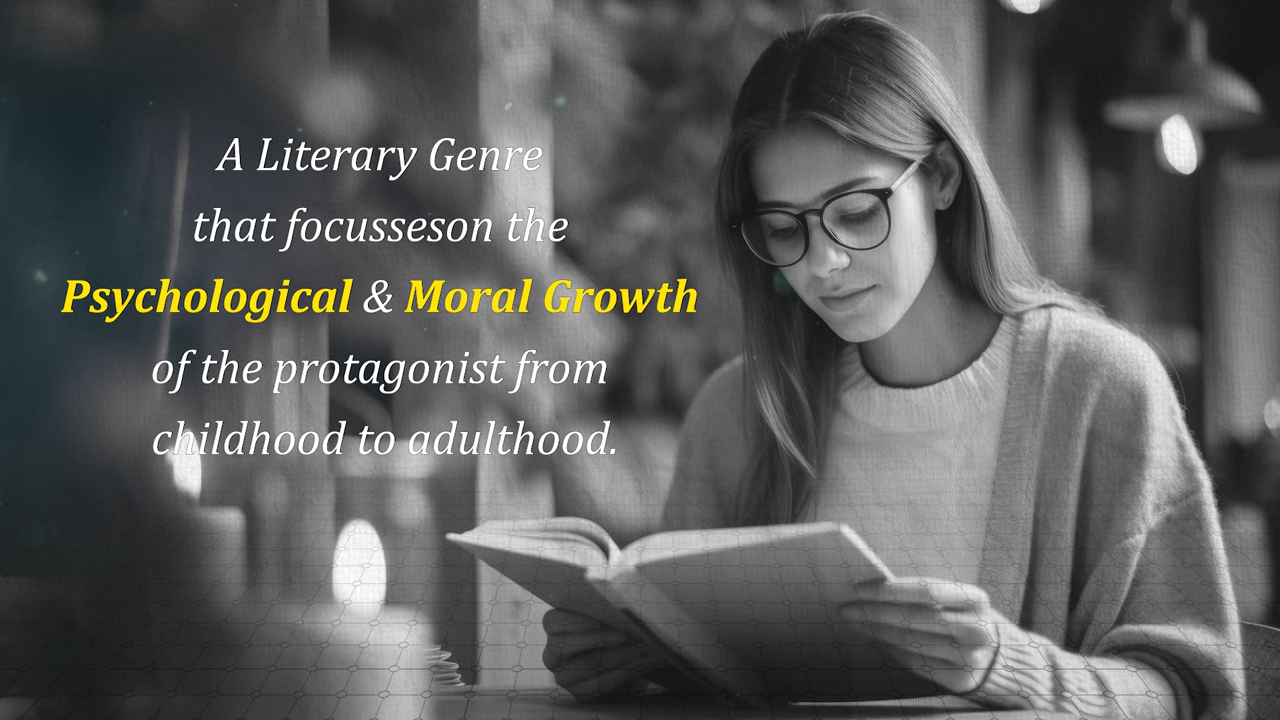 A Literary Genre
that focusseson the
Psychological & Moral Growth
of the protagonist from
childhood to adulthood.